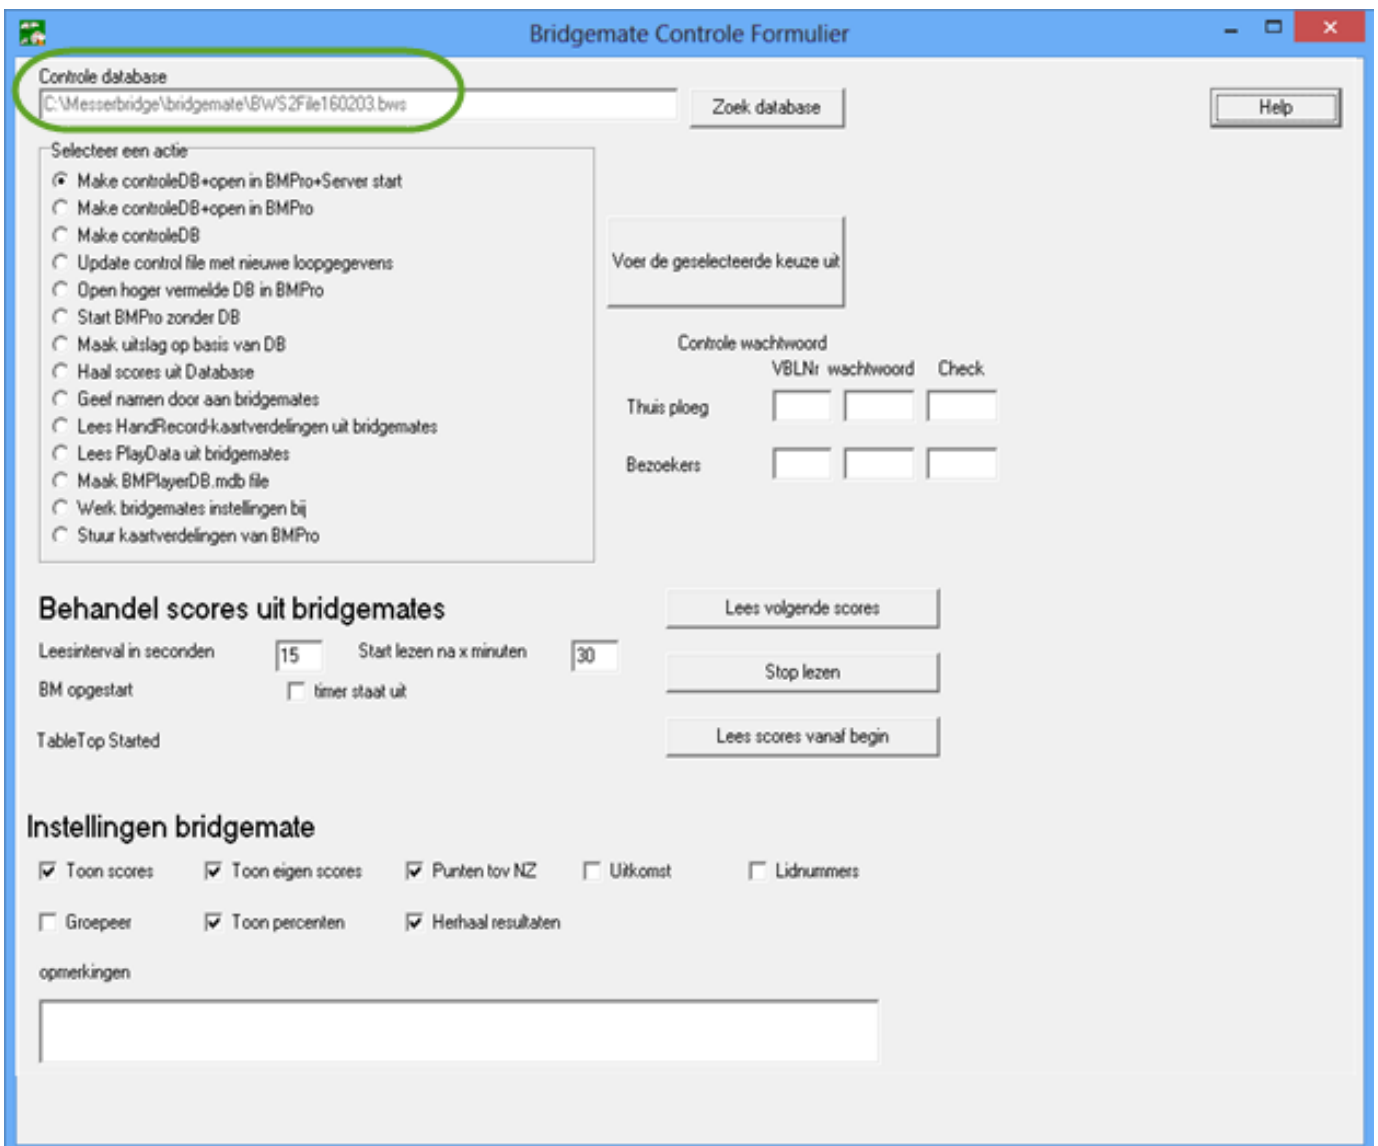 Bridgemate Controle Formulier
Controle database
C:\Messerbridge\bridgemate\BWS2File160203.bws
Zoek database
Help
Selecteer een actie
Make controleDB+open in BMPro+Server start
Make controleDB+open in BMPro
Make controleDB
Update control file met nieuwe loopgegevens
Open hoger vermelde DB in BMPro
Start BMPro zonder DB
Maak uitslag op basis van DB
Haal scores uit Database
Geef namen door aan bridgemates
Lees HandRecord-kaartverdelingen uit bridgemates
Lees PlayData uit bridgemates
Maak BMPlayerDB.mdb file
Werk bridgemates instellingen bij
Stuur kaartverdelingen van BMPro
Voer de geselecteerde keuze uit
Controle wachtwoord
VBLNr wachtwoord Check
Thuis ploeg
Bezoekers
Behandel scores uit bridgemates
Leesinterval in seconden 15 Start lezen na x minuten 30
BM opgestart timer staat uit
TableTop Started
Lees volgende scores
Stop lezen
Lees scores vanaf begin
Instellingen bridgemate
Toon scores Toon eigen scores Punten tov NZ Uitkomst Lidnummers
Groepeer Toon percenten Herhaal resultaten
opmerkingen